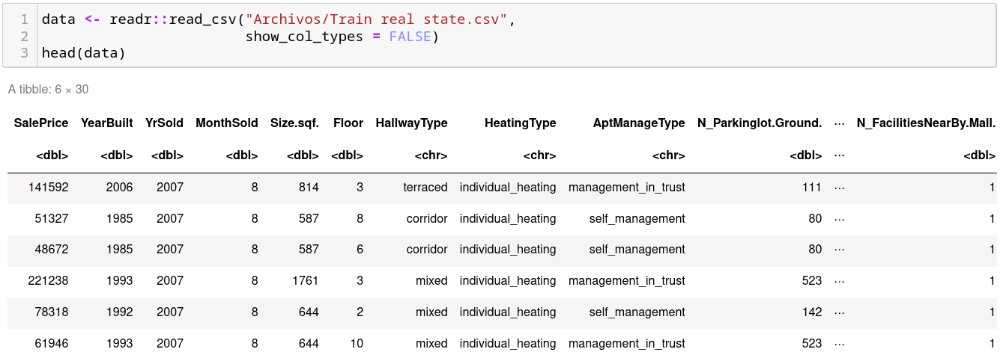 1 data <- readr::read_csv("Archivos/Train real state.csv",
2 show_col_types = FALSE)
3 head(data)
A tibble: 6 × 30
SalePrice YearBuilt YrSold MonthSold Size.sqf. Floor HallwayType HeatingType AptManageType N_Parkinglot.Ground. ⋯ N_FacilitiesNearBy.Mall.
<dbl> <dbl> <dbl> <dbl> <dbl> <dbl> <chr> <chr> <chr> <dbl> ⋯ <dbl>
141592 2006 2007 8 814 3 terraced individual_heating management_in_trust 111 ⋯ 1
51327 1985 2007 8 587 8 corridor individual_heating self_management 80 ⋯ 1
48672 1985 2007 8 587 6 corridor individual_heating self_management 80 ⋯ 1
221238 1993 2007 8 1761 3 mixed individual_heating management_in_trust 523 ⋯ 1
78318 1992 2007 8 644 2 mixed individual_heating self_management 142 ⋯ 1
61946 1993 2007 8 644 10 mixed individual_heating management_in_trust 523 ⋯ 1